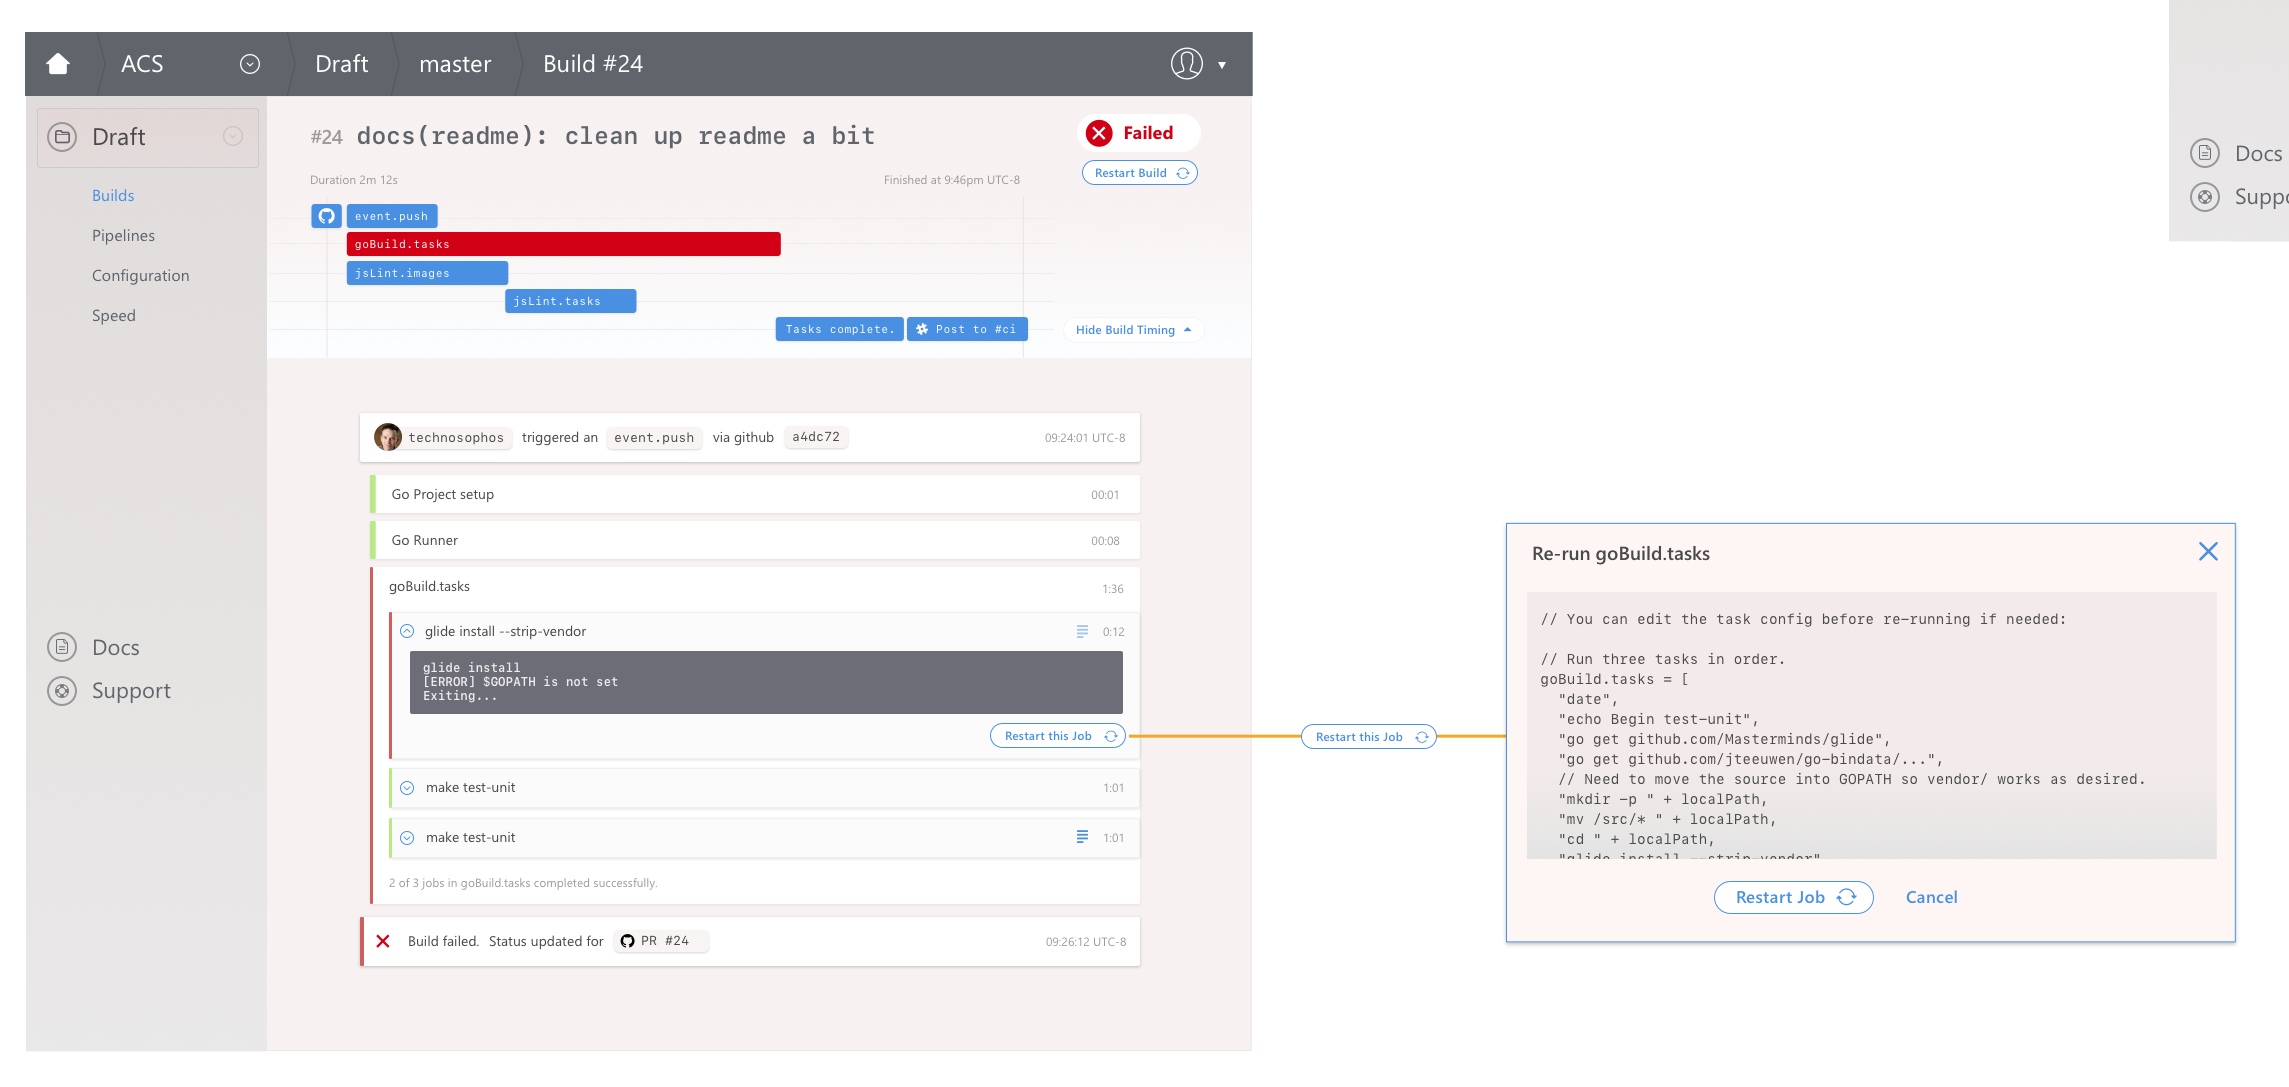 ACS
Draft
master
Build #24
Draft
Builds
Pipelines
Configuration
Speed
Docs
Support
#24 docs(readme): clean up readme a bit
Failed
Restart Build
Duration 2m 12s
Finished at 9:46pm UTC-8
event.push
goBuild.tasks
jsLint.images
jsLint.tasks
Tasks complete.
Post to #ci
Hide Build Timing
technosophos triggered an event.push via github a4dc72 09:24:01 UTC-8
Go Project setup 00:01
Go Runner 00:08
goBuild.tasks 1:36
glide install --strip-vendor 0:12
glide install
[ERROR] $GOPATH is not set
Exiting...
Restart this Job
make test-unit 1:01
make test-unit 1:01
2 of 3 jobs in goBuild.tasks completed successfully.
Build failed. Status updated for PR #24 09:26:12 UTC-8
Restart this Job
Re-run goBuild.tasks
// You can edit the task config before re-running if needed:
// Run three tasks in order.
goBuild.tasks = [
"date",
"echo Begin test-unit",
"go get github.com/Masterminds/glide",
"go get github.com/jteeuwen/go-bindata/...",
// Need to move the source into GOPATH so vendor/ works as desired.
"mkdir -p " + localPath,
"mv /src/* " + localPath,
"cd " + localPath,
"glide install --strip-vendor"
Restart Job
Cancel
Docs
Suppo